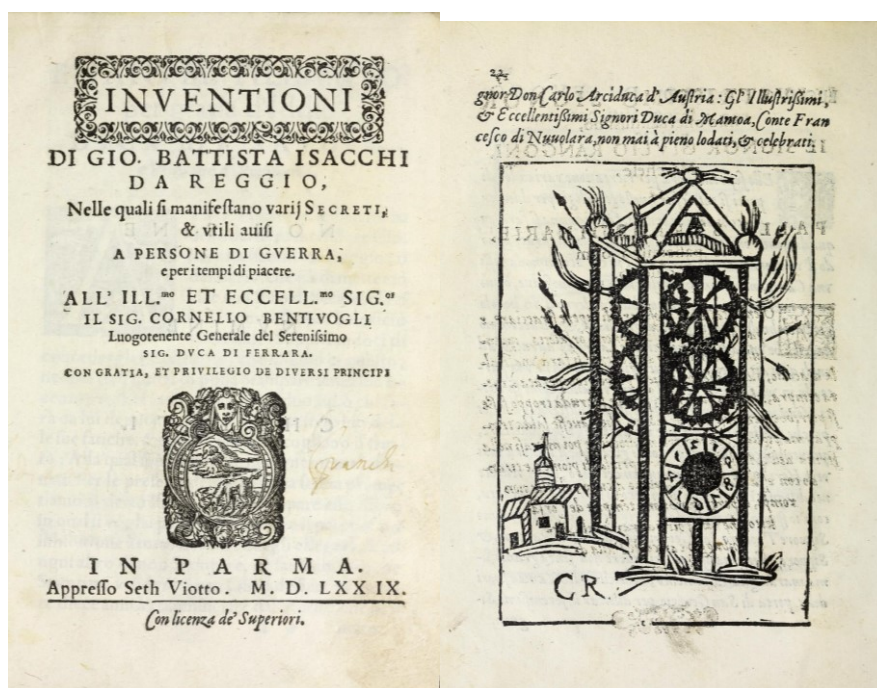 INVENTIONI
DI GIO. BATTISTA ISACCHI
DA REGGIO,
Nelle quali ſi manifeſtano varij SECRETI,
& vtili auiſi
A PERSONE DI GVERRA,
e per i tempi di piacere.
ALL' ILL.mo ET ECCELL.mo SIG.or
IL SIG. CORNELIO BENTIVOGLI
Luogotenente Generale del Sereniſſimo
SIG. DVCA DI FERRARA.
CON GRATIA, ET PRIVILEGIO DE DIVERSI PRINCIPI
IN PARMA.
Appreſſo Seth Viotto. M. D. LXXIX.
Con licenza de' Superiori.
gnor Don Carlo Arciduca d' Auſtria: Gl' Illuſtriſſimi,
& Eccellentiſſimi Signori Duca di Mantoa, Conte Fran
ceſco di Nuuolara, non mai à pieno lodati, & celebrati.
CR